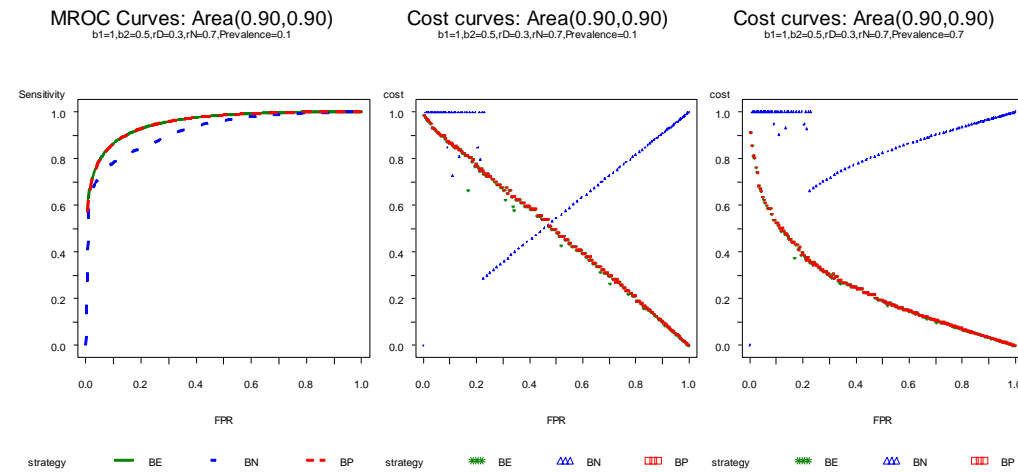 MROC Curves: Area(0.90,0.90)
b1=1,b2=0.5,rD=0.3,rN=0.7,Prevalence=0.1
Sensitivity
1.0
0.8
0.6
0.4
0.2
0.0
0.0 0.2 0.4 0.6 0.8 1.0
FPR
strategy BE BN BP
Cost curves: Area(0.90,0.90)
b1=1,b2=0.5,rD=0.3,rN=0.7,Prevalence=0.1
cost
1.0
0.8
0.6
0.4
0.2
0.0
0.0 0.2 0.4 0.6 0.8 1.0
FPR
strategy BE BN BP
Cost curves: Area(0.90,0.90)
b1=1,b2=0.5,rD=0.3,rN=0.7,Prevalence=0.7
cost
1.0
0.8
0.6
0.4
0.2
0.0
0.0 0.2 0.4 0.6 0.8 1.0
FPR
strategy BE BN BP